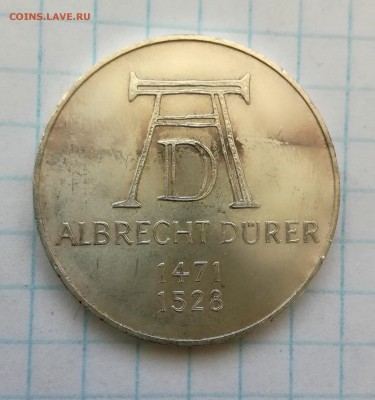 COINS.LAVE.RU
AD
ALBRECHT DÜRER
1471
1528